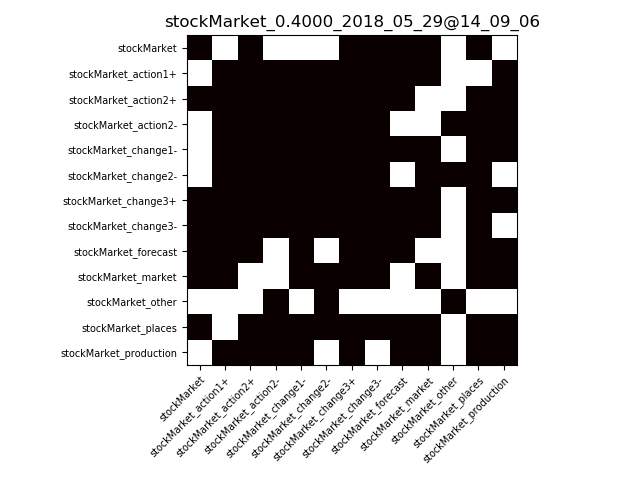 stockMarket_0.4000_2018_05_29@14_09_06
stockMarket
stockMarket_action1+
stockMarket_action2+
stockMarket_action2-
stockMarket_change1-
stockMarket_change2-
stockMarket_change3+
stockMarket_change3-
stockMarket_forecast
stockMarket_market
stockMarket_other
stockMarket_places
stockMarket_production
stockMarket
stockMarket_action1+
stockMarket_action2+
stockMarket_action2-
stockMarket_change1-
stockMarket_change2-
stockMarket_change3+
stockMarket_change3-
stockMarket_forecast
stockMarket_market
stockMarket_other
stockMarket_places
stockMarket_production